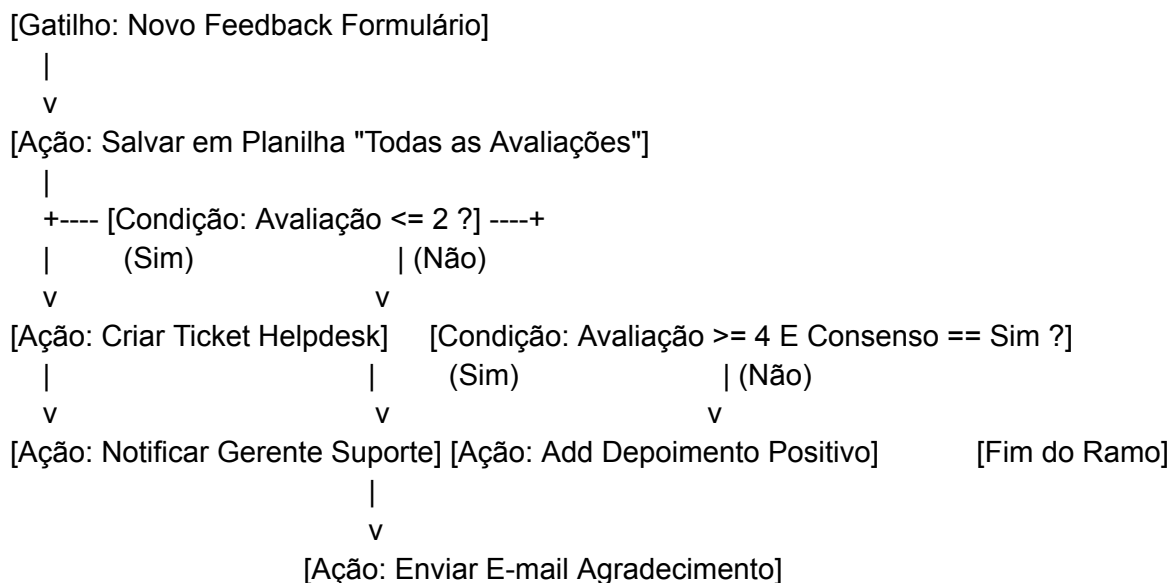 [Gatilho: Novo Feedback Formulário]
|
v
[Ação: Salvar em Planilha "Todas as Avaliações"]
|
+---- [Condição: Avaliação <= 2 ?] ----+
| (Sim) | (Não)
v v
[Ação: Criar Ticket Helpdesk] [Condição: Avaliação >= 4 E Consenso == Sim ?]
| | (Sim) | (Não)
v v v
[Ação: Notificar Gerente Suporte] [Ação: Add Depoimento Positivo] [Fim do Ramo]
|
v
[Ação: Enviar E-mail Agradecimento]